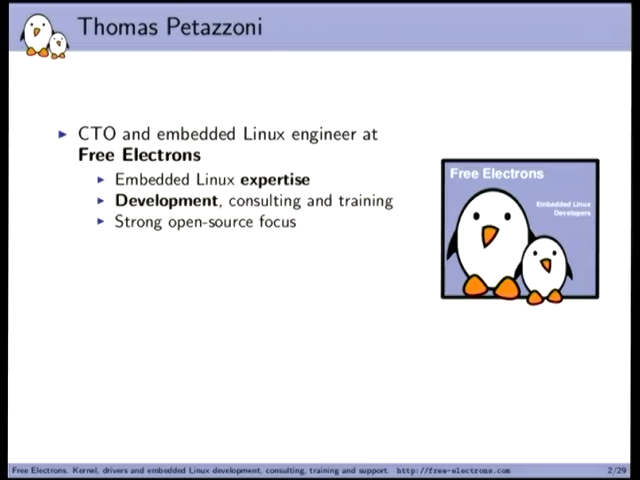 Thomas Petazzoni
CTO and embedded Linux engineer at
Free Electrons
Embedded Linux expertise
Development, consulting and training
Strong open-source focus
Free Electrons
Embedded Linux
Developers
Free Electrons. Kernel, drivers and embedded Linux development, consulting, training and support. http://free-electrons.com 2/29